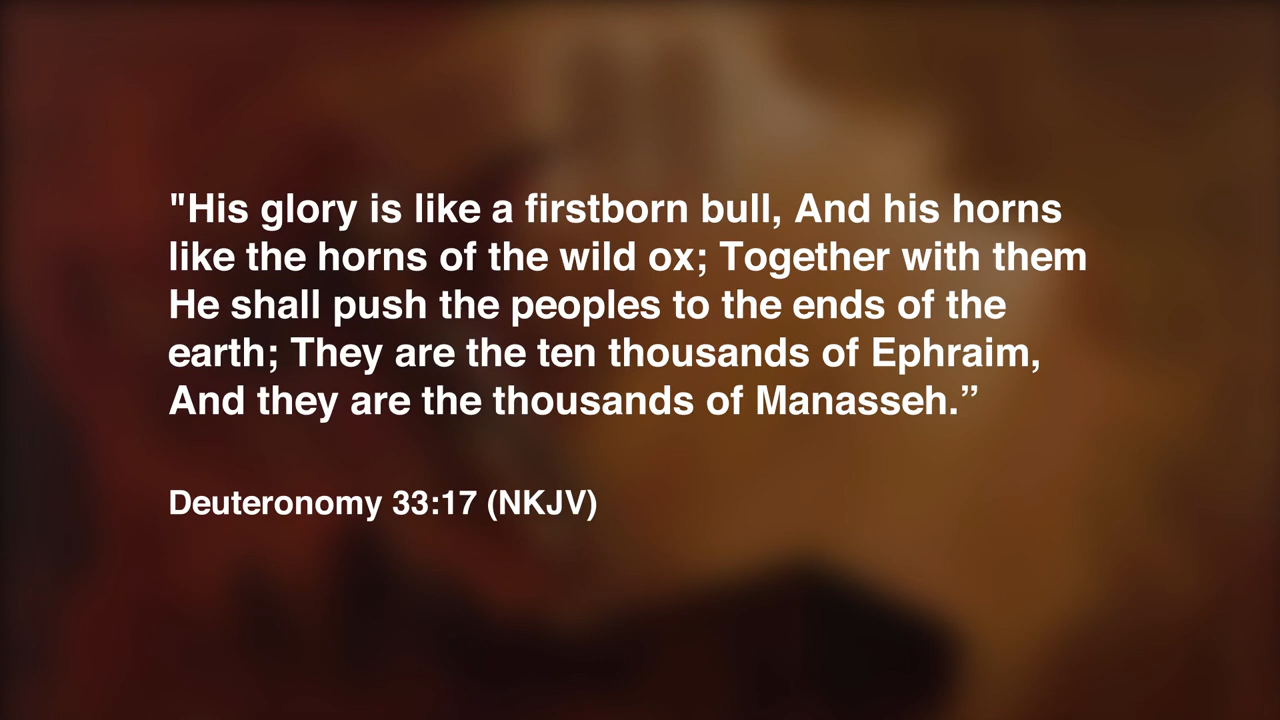 "His glory is like a firstborn bull, And his horns
like the horns of the wild ox; Together with them
He shall push the peoples to the ends of the
earth; They are the ten thousands of Ephraim,
And they are the thousands of Manasseh.”
Deuteronomy 33:17 (NKJV)